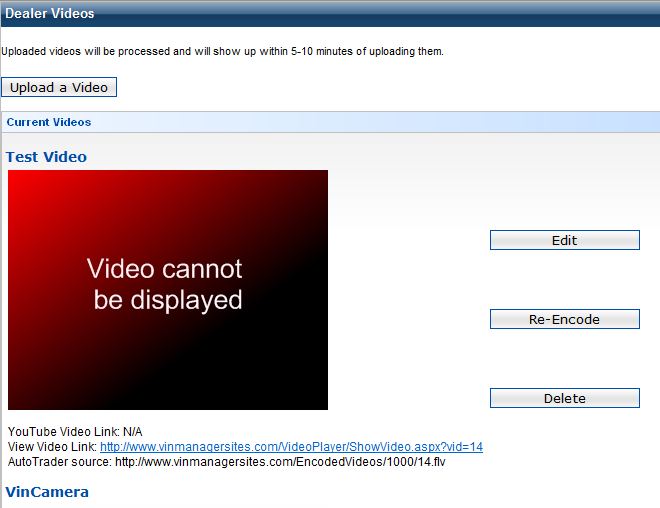 Dealer Videos
Uploaded videos will be processed and will show up within 5-10 minutes of uploading them.
Upload a Video
Current Videos
Test Video
Video cannot
be displayed
Edit
Re-Encode
Delete
YouTube Video Link: N/A
View Video Link: http://www.vinmanagersites.com/VideoPlayer/ShowVideo.aspx?vid=14
AutoTrader source: http://www.vinmanagersites.com/EncodedVideos/1000/14.flv
VinCamera